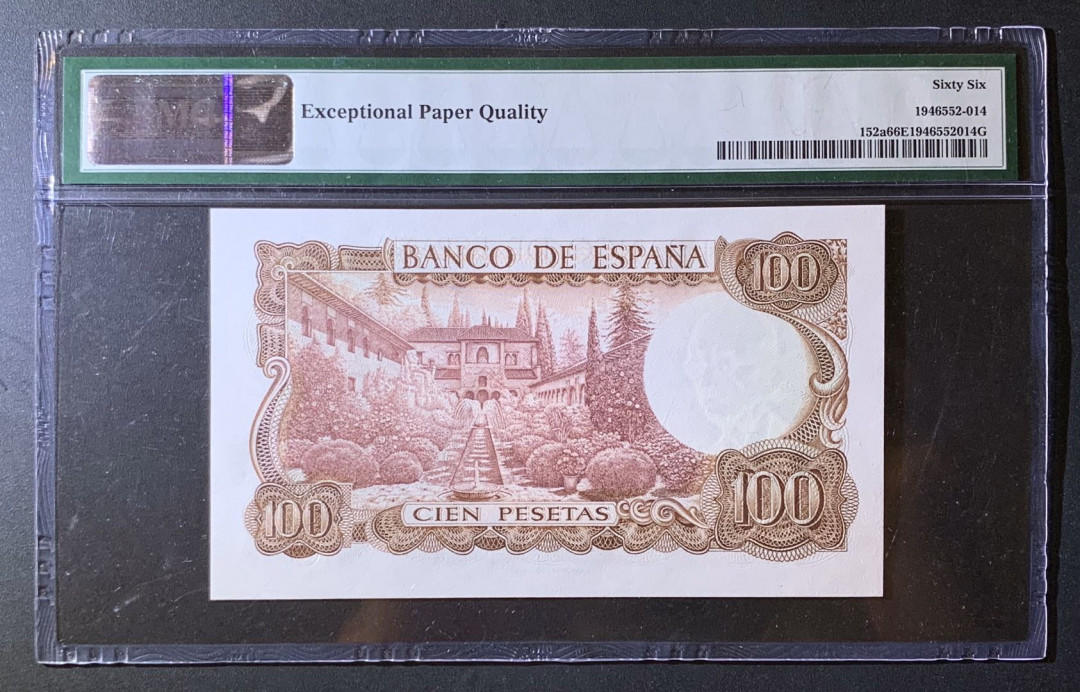 Exceptional Paper Quality
Sixty Six
1946552-014
152a66E1946552014G
BANCO DE ESPAÑA
100
CIEN PESETAS
100
100